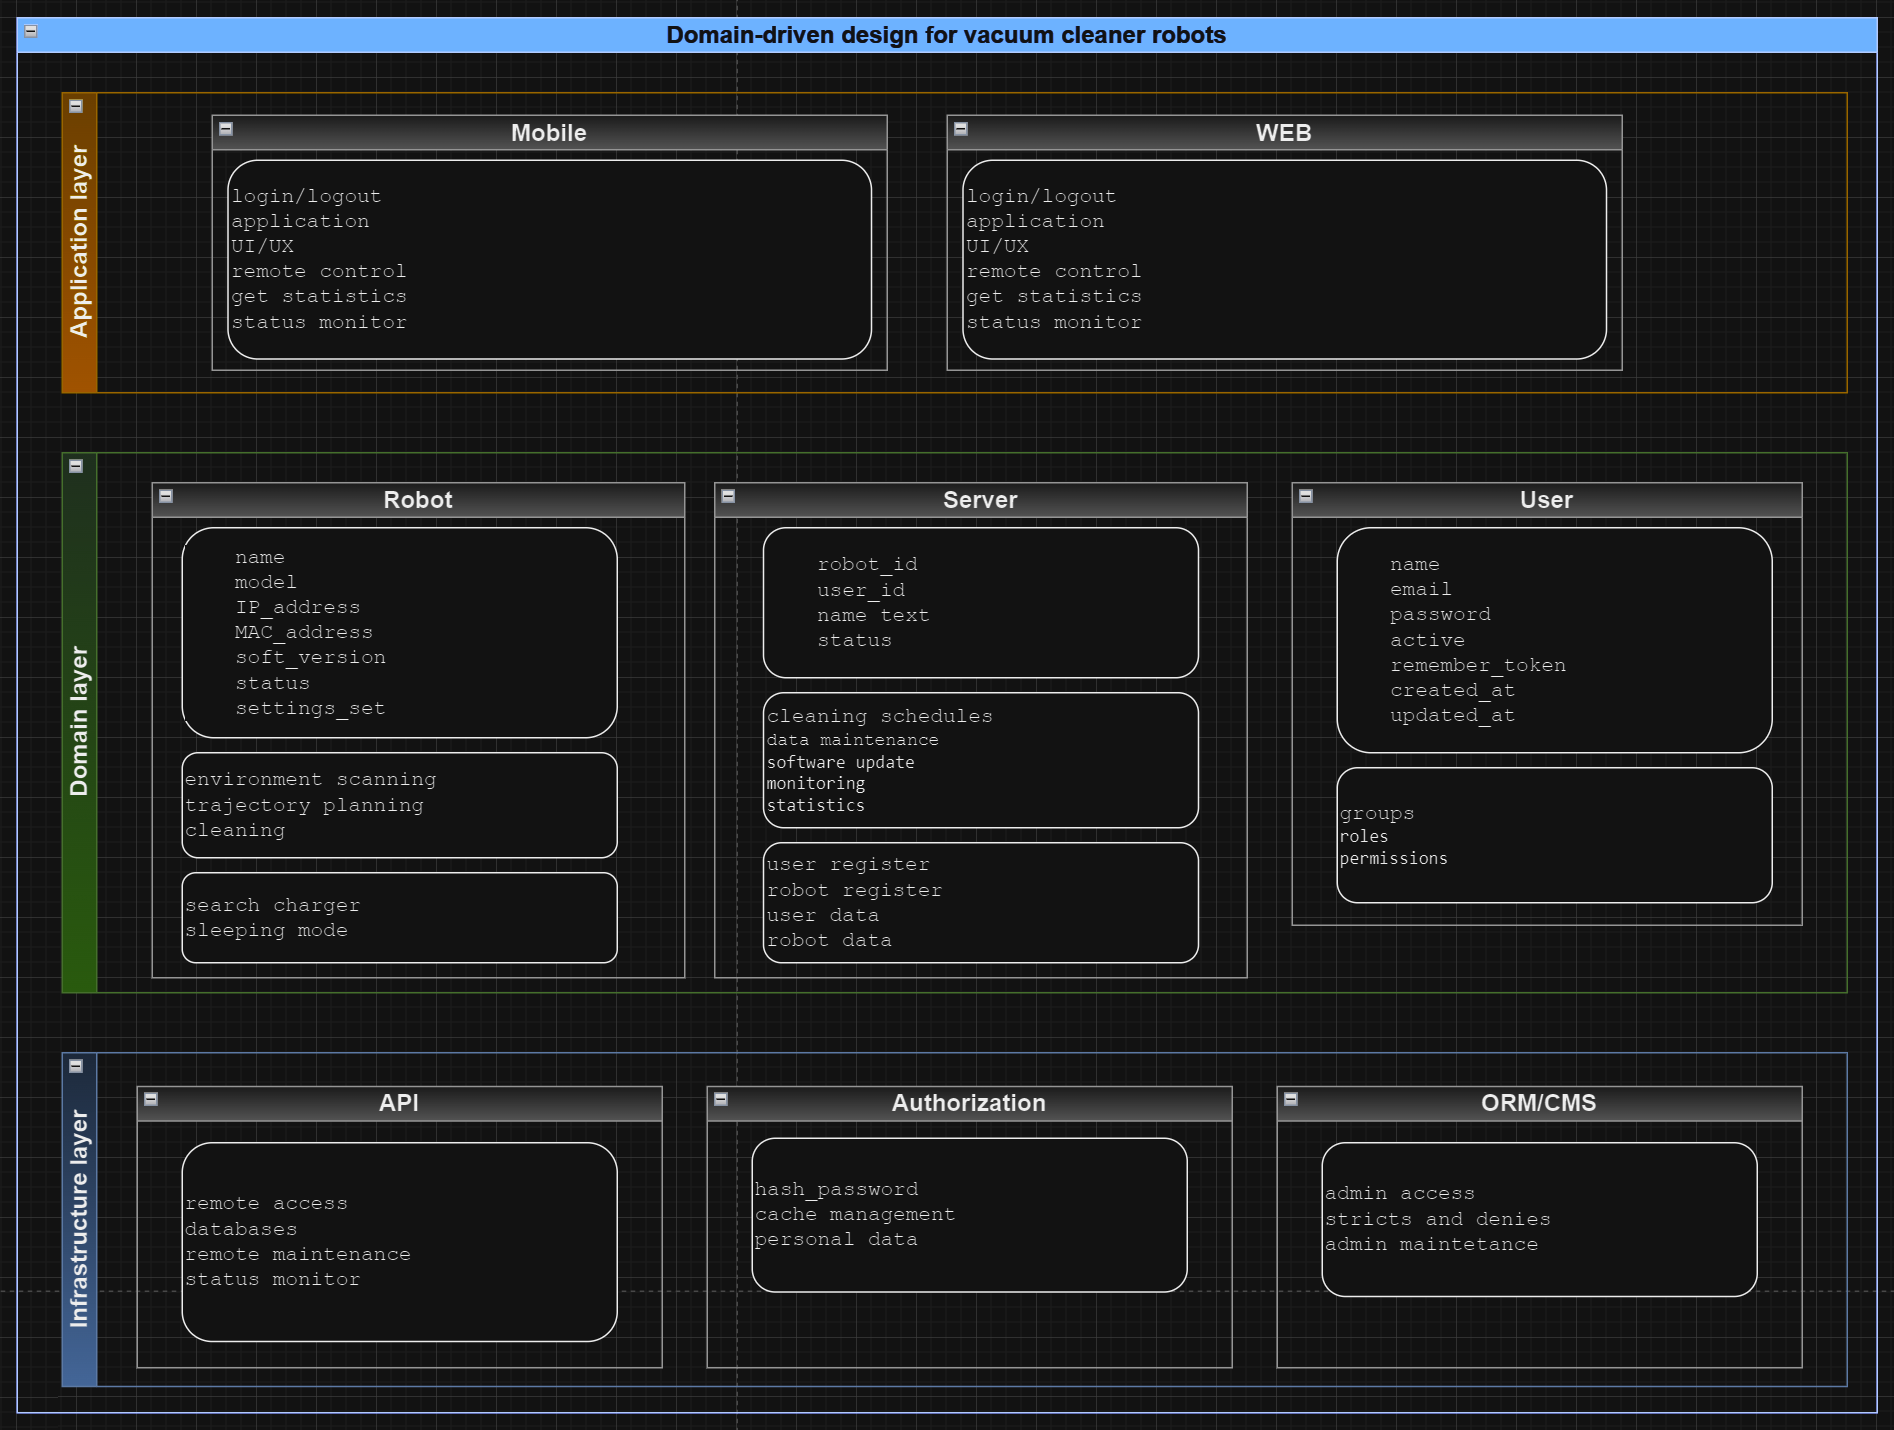 Domain-driven design for vacuum cleaner robots
Application layer
Mobile
login/logout
application
UI/UX
remote control
get statistics
status monitor
WEB
login/logout
application
UI/UX
remote control
get statistics
status monitor
Domain layer
Robot
name
model
IP_address
MAC_address
soft_version
status
settings_set
environment scanning
trajectory planning
cleaning
search charger
sleeping mode
Server
robot_id
user_id
name text
status
cleaning schedules
data maintenance
software update
monitoring
statistics
user register
robot register
user data
robot data
User
name
email
password
active
remember_token
created_at
updated_at
groups
roles
permissions
Infrastructure layer
API
remote access
databases
remote maintenance
status monitor
Authorization
hash_password
cache management
personal data
ORM/CMS
admin access
stricts and denies
admin maintetance